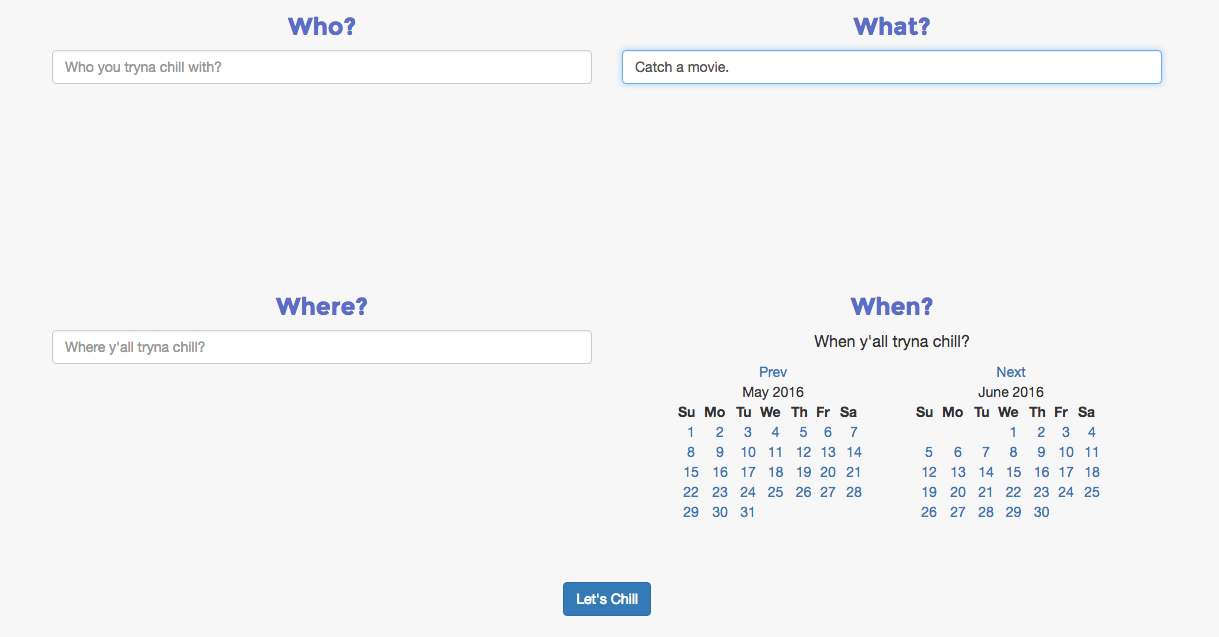 Who?
Who you tryna chill with?
What?
Catch a movie.
Where?
Where y'all tryna chill?
When?
When y'all tryna chill?
Prev
May 2016
Su Mo Tu We Th Fr Sa
1 2 3 4 5 6 7
8 9 10 11 12 13 14
15 16 17 18 19 20 21
22 23 24 25 26 27 28
29 30 31
Next
June 2016
Su Mo Tu We Th Fr Sa
1 2 3 4
5 6 7 8 9 10 11
12 13 14 15 16 17 18
19 20 21 22 23 24 25
26 27 28 29 30
Let's Chill